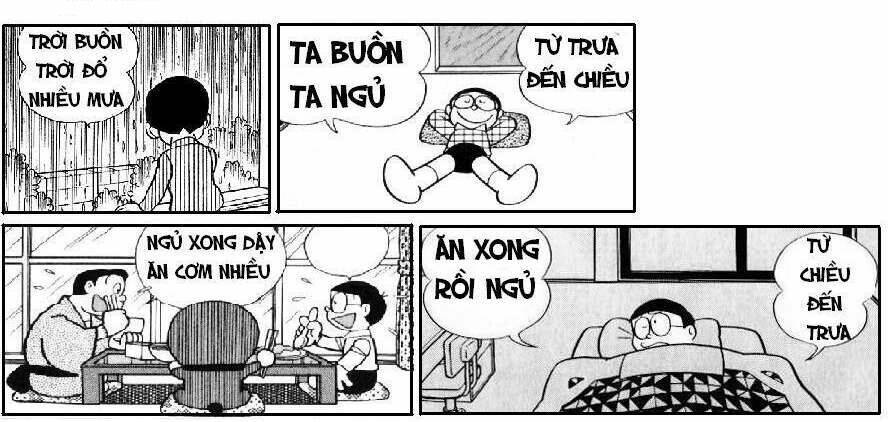 TRỜI BUỒN
TRỜI ĐỔ
NHIỀU MƯA
TA BUỒN
TA NGỦ
TỪ TRƯA
ĐẾN CHIỀU
NGỦ XONG DẬY
ĂN CƠM NHIỀU
ĂN XONG
RỒI NGỦ
TỪ
CHIỀU
ĐẾN
TRƯA